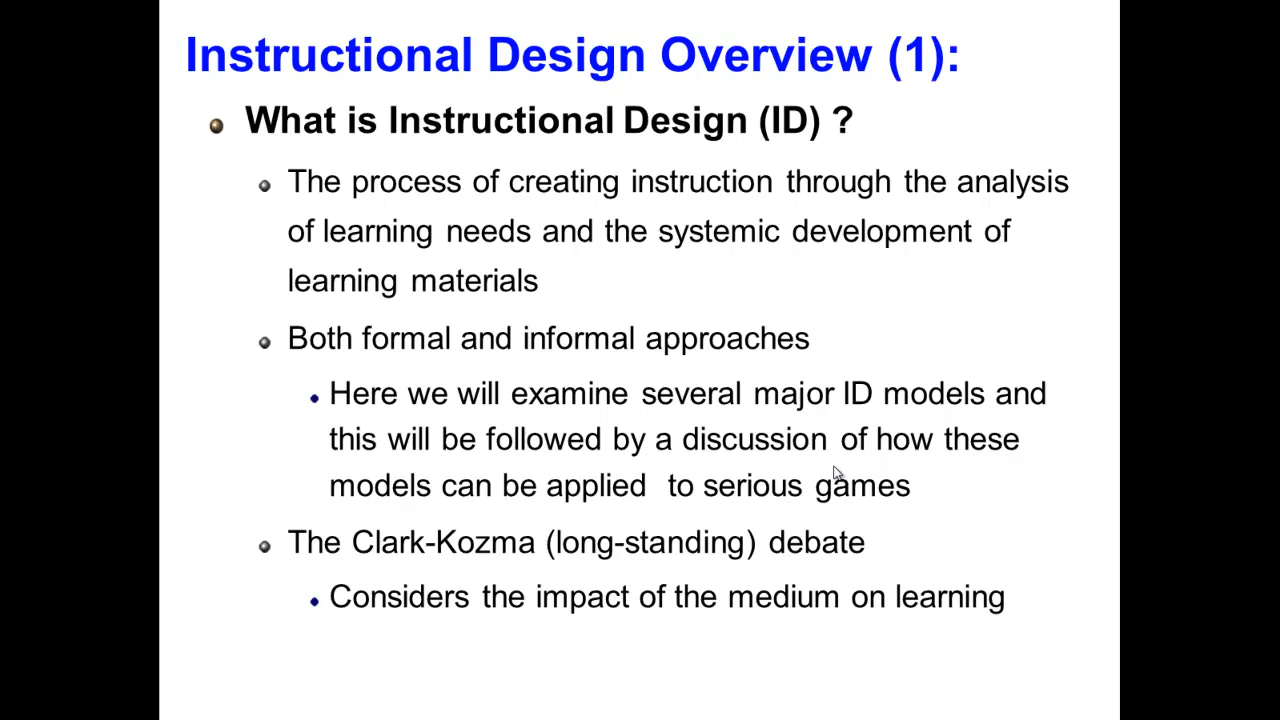 Instructional Design Overview (1):
What is Instructional Design (ID) ?
The process of creating instruction through the analysis
of learning needs and the systemic development of
learning materials
Both formal and informal approaches
Here we will examine several major ID models and
this will be followed by a discussion of how these
models can be applied to serious games
The Clark-Kozma (long-standing) debate
Considers the impact of the medium on learning